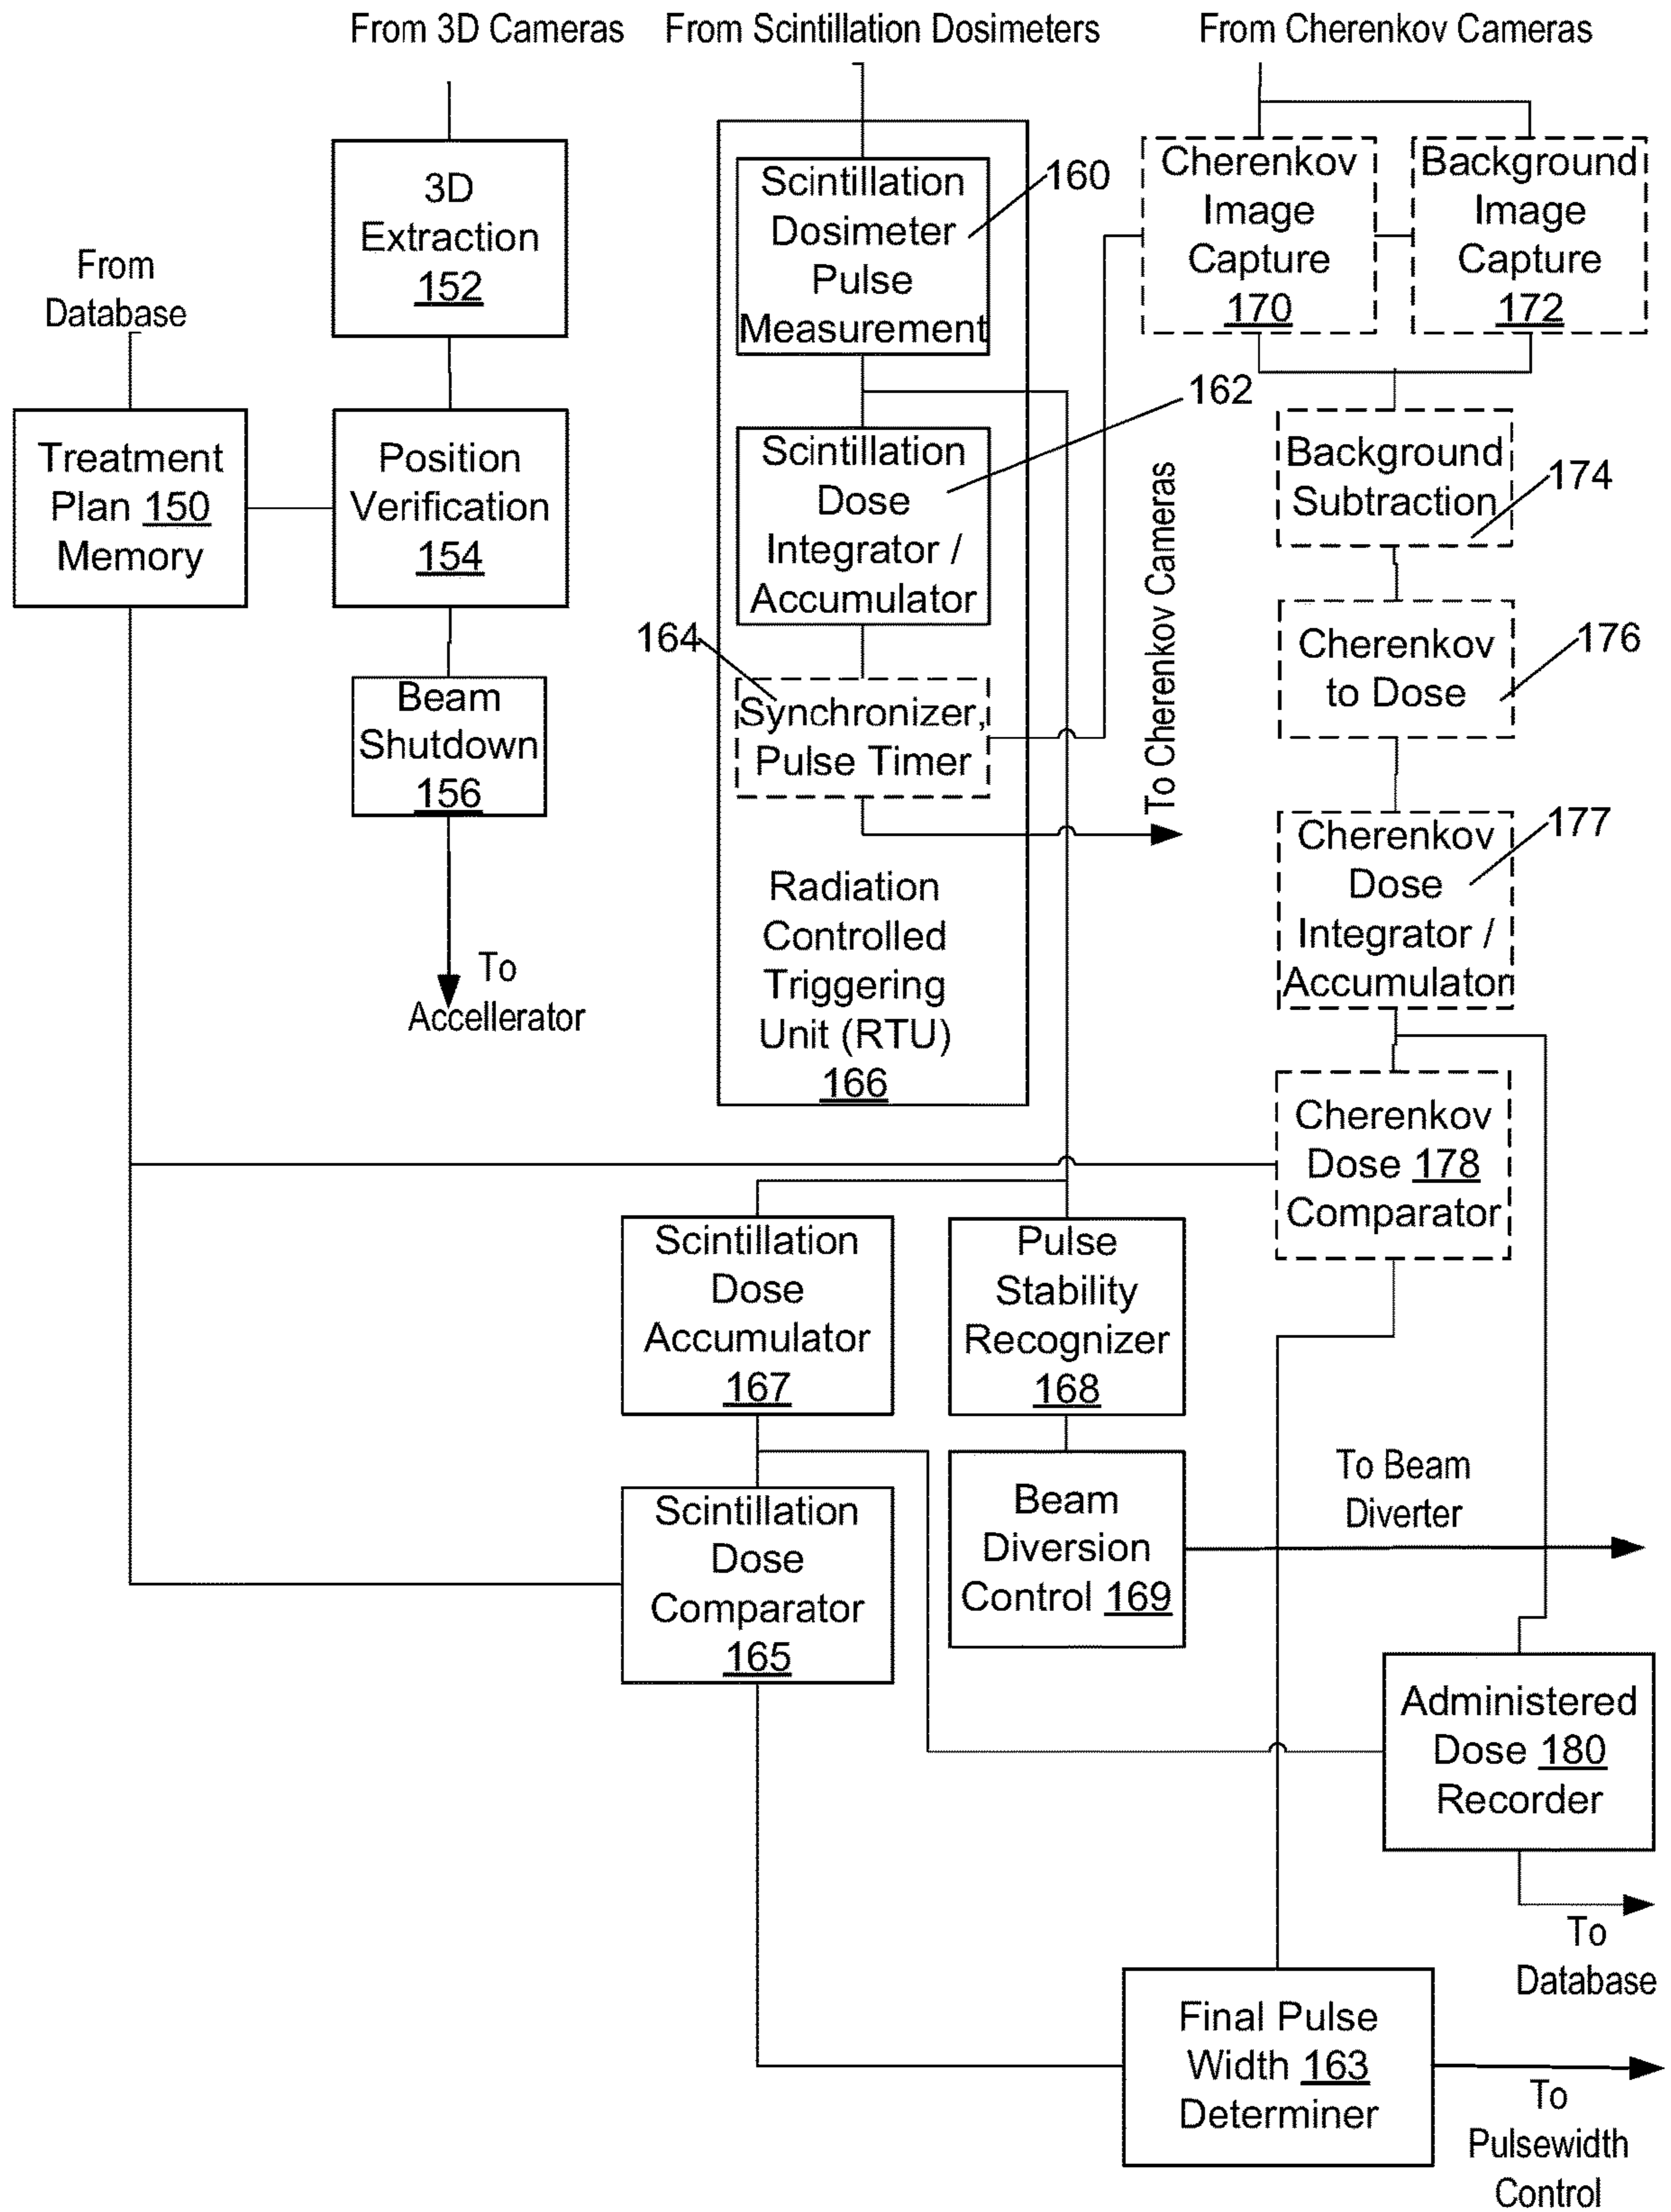 From 3D Cameras
From Scintillation Dosimeters
From Cherenkov Cameras
3D
Extraction
152
From
Database
Treatment
Plan 150
Memory
Position
Verification
154
Beam
Shutdown
156
To
Accellerator
Scintillation
Dosimeter
Pulse
Measurement
160
Scintillation
Dose
Integrator /
Accumulator
162
164
Synchronizer,
Pulse Timer
To Cherenkov Cameras
Radiation
Controlled
Triggering
Unit (RTU)
166
Cherenkov
Image
Capture
170
Background
Image
Capture
172
Background
Subtraction
174
Cherenkov
to Dose
176
Cherenkov
Dose
Integrator /
Accumulator
177
Cherenkov
Dose 178
Comparator
Scintillation
Dose
Accumulator
167
Pulse
Stability
Recognizer
168
Scintillation
Dose
Comparator
165
Beam
Diversion
Control 169
To Beam
Diverter
Administered
Dose 180
Recorder
To
Database
Final Pulse
Width 163
Determiner
To
Pulsewidth
Control